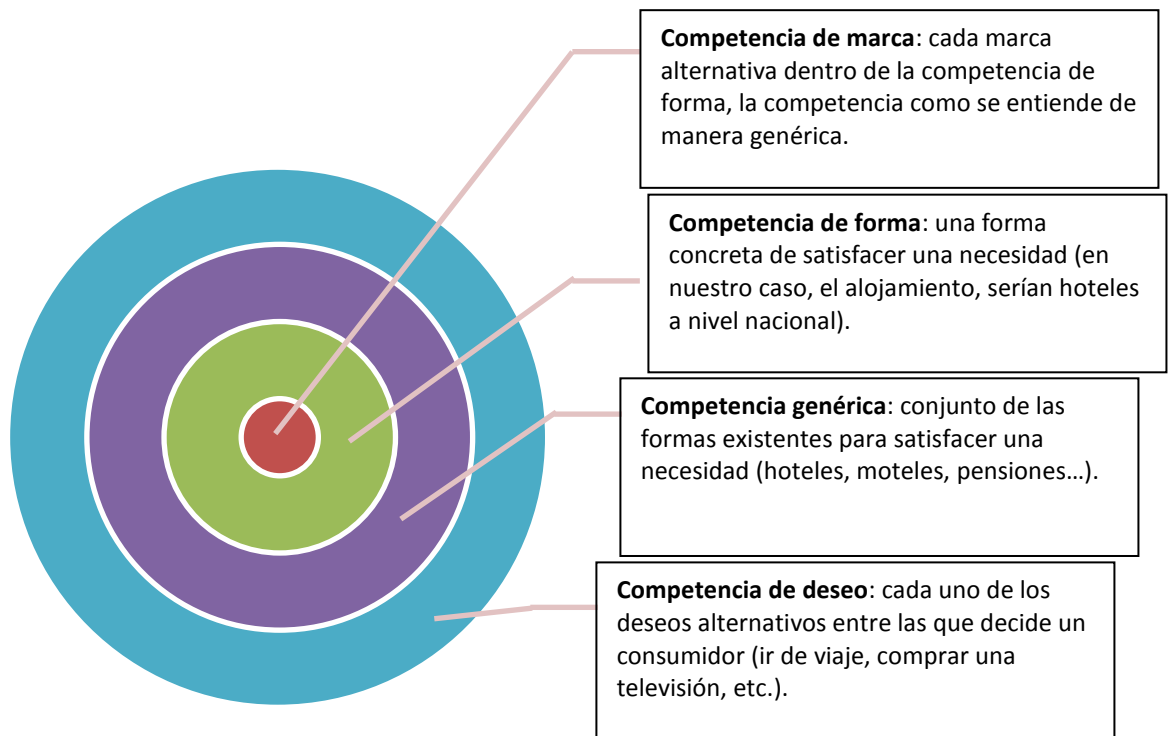 Competencia de marca: cada marca
alternativa dentro de la competencia de
forma, la competencia como se entiende de
manera genérica.
Competencia de forma: una forma
concreta de satisfacer una necesidad (en
nuestro caso, el alojamiento, serían hoteles
a nivel nacional).
Competencia genérica: conjunto de las
formas existentes para satisfacer una
necesidad (hoteles, moteles, pensiones…).
Competencia de deseo: cada uno de los
deseos alternativos entre las que decide un
consumidor (ir de viaje, comprar una
televisión, etc.).